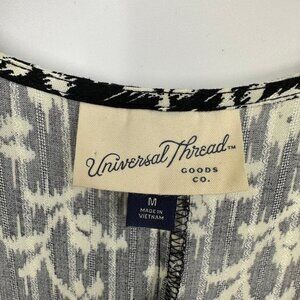 Universal Thread™
GOODS
CO.
M
MADE IN
VIETNAM